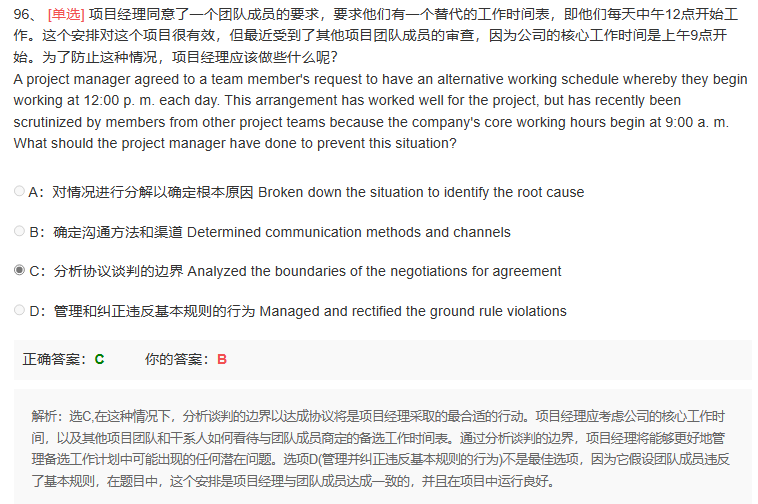 96、 [单选] 项目经理同意了一个团队成员的要求，要求他们有一个替代的工作时间表，即他们每天中午12点开始工
作。这个安排对这个项目很有效，但最近受到了其他项目团队成员的审查，因为公司的核心工作时间是上午9点开
始。为了防止这种情况，项目经理应该做些什么呢？
A project manager agreed to a team member's request to have an alternative working schedule whereby they begin
working at 12:00 p. m. each day. This arrangement has worked well for the project, but has recently been
scrutinized by members from other project teams because the company's core working hours begin at 9:00 a. m.
What should the project manager have done to prevent this situation?
A：对情况进行分解以确定根本原因 Broken down the situation to identify the root cause
B：确定沟通方法和渠道 Determined communication methods and channels
C：分析协议谈判的边界 Analyzed the boundaries of the negotiations for agreement
D：管理和纠正违反基本规则的行为 Managed and rectified the ground rule violations
正确答案：C 你的答案：B
解析：选C,在这种情况下，分析谈判的边界以达成协议将是项目经理采取的最合适的行动。项目经理应考虑公司的核心工作时
间，以及其他项目团队和干系人如何看待与团队成员商定的备选工作时间表。通过分析谈判的边界，项目经理将能够更好地管
理备选工作计划中可能出现的任何潜在问题。选项D(管理并纠正违反基本规则的行为)不是最佳选项，因为它假设团队成员违反
了基本规则，在题目中，这个安排是项目经理与团队成员达成一致的，并且在项目中运行良好。